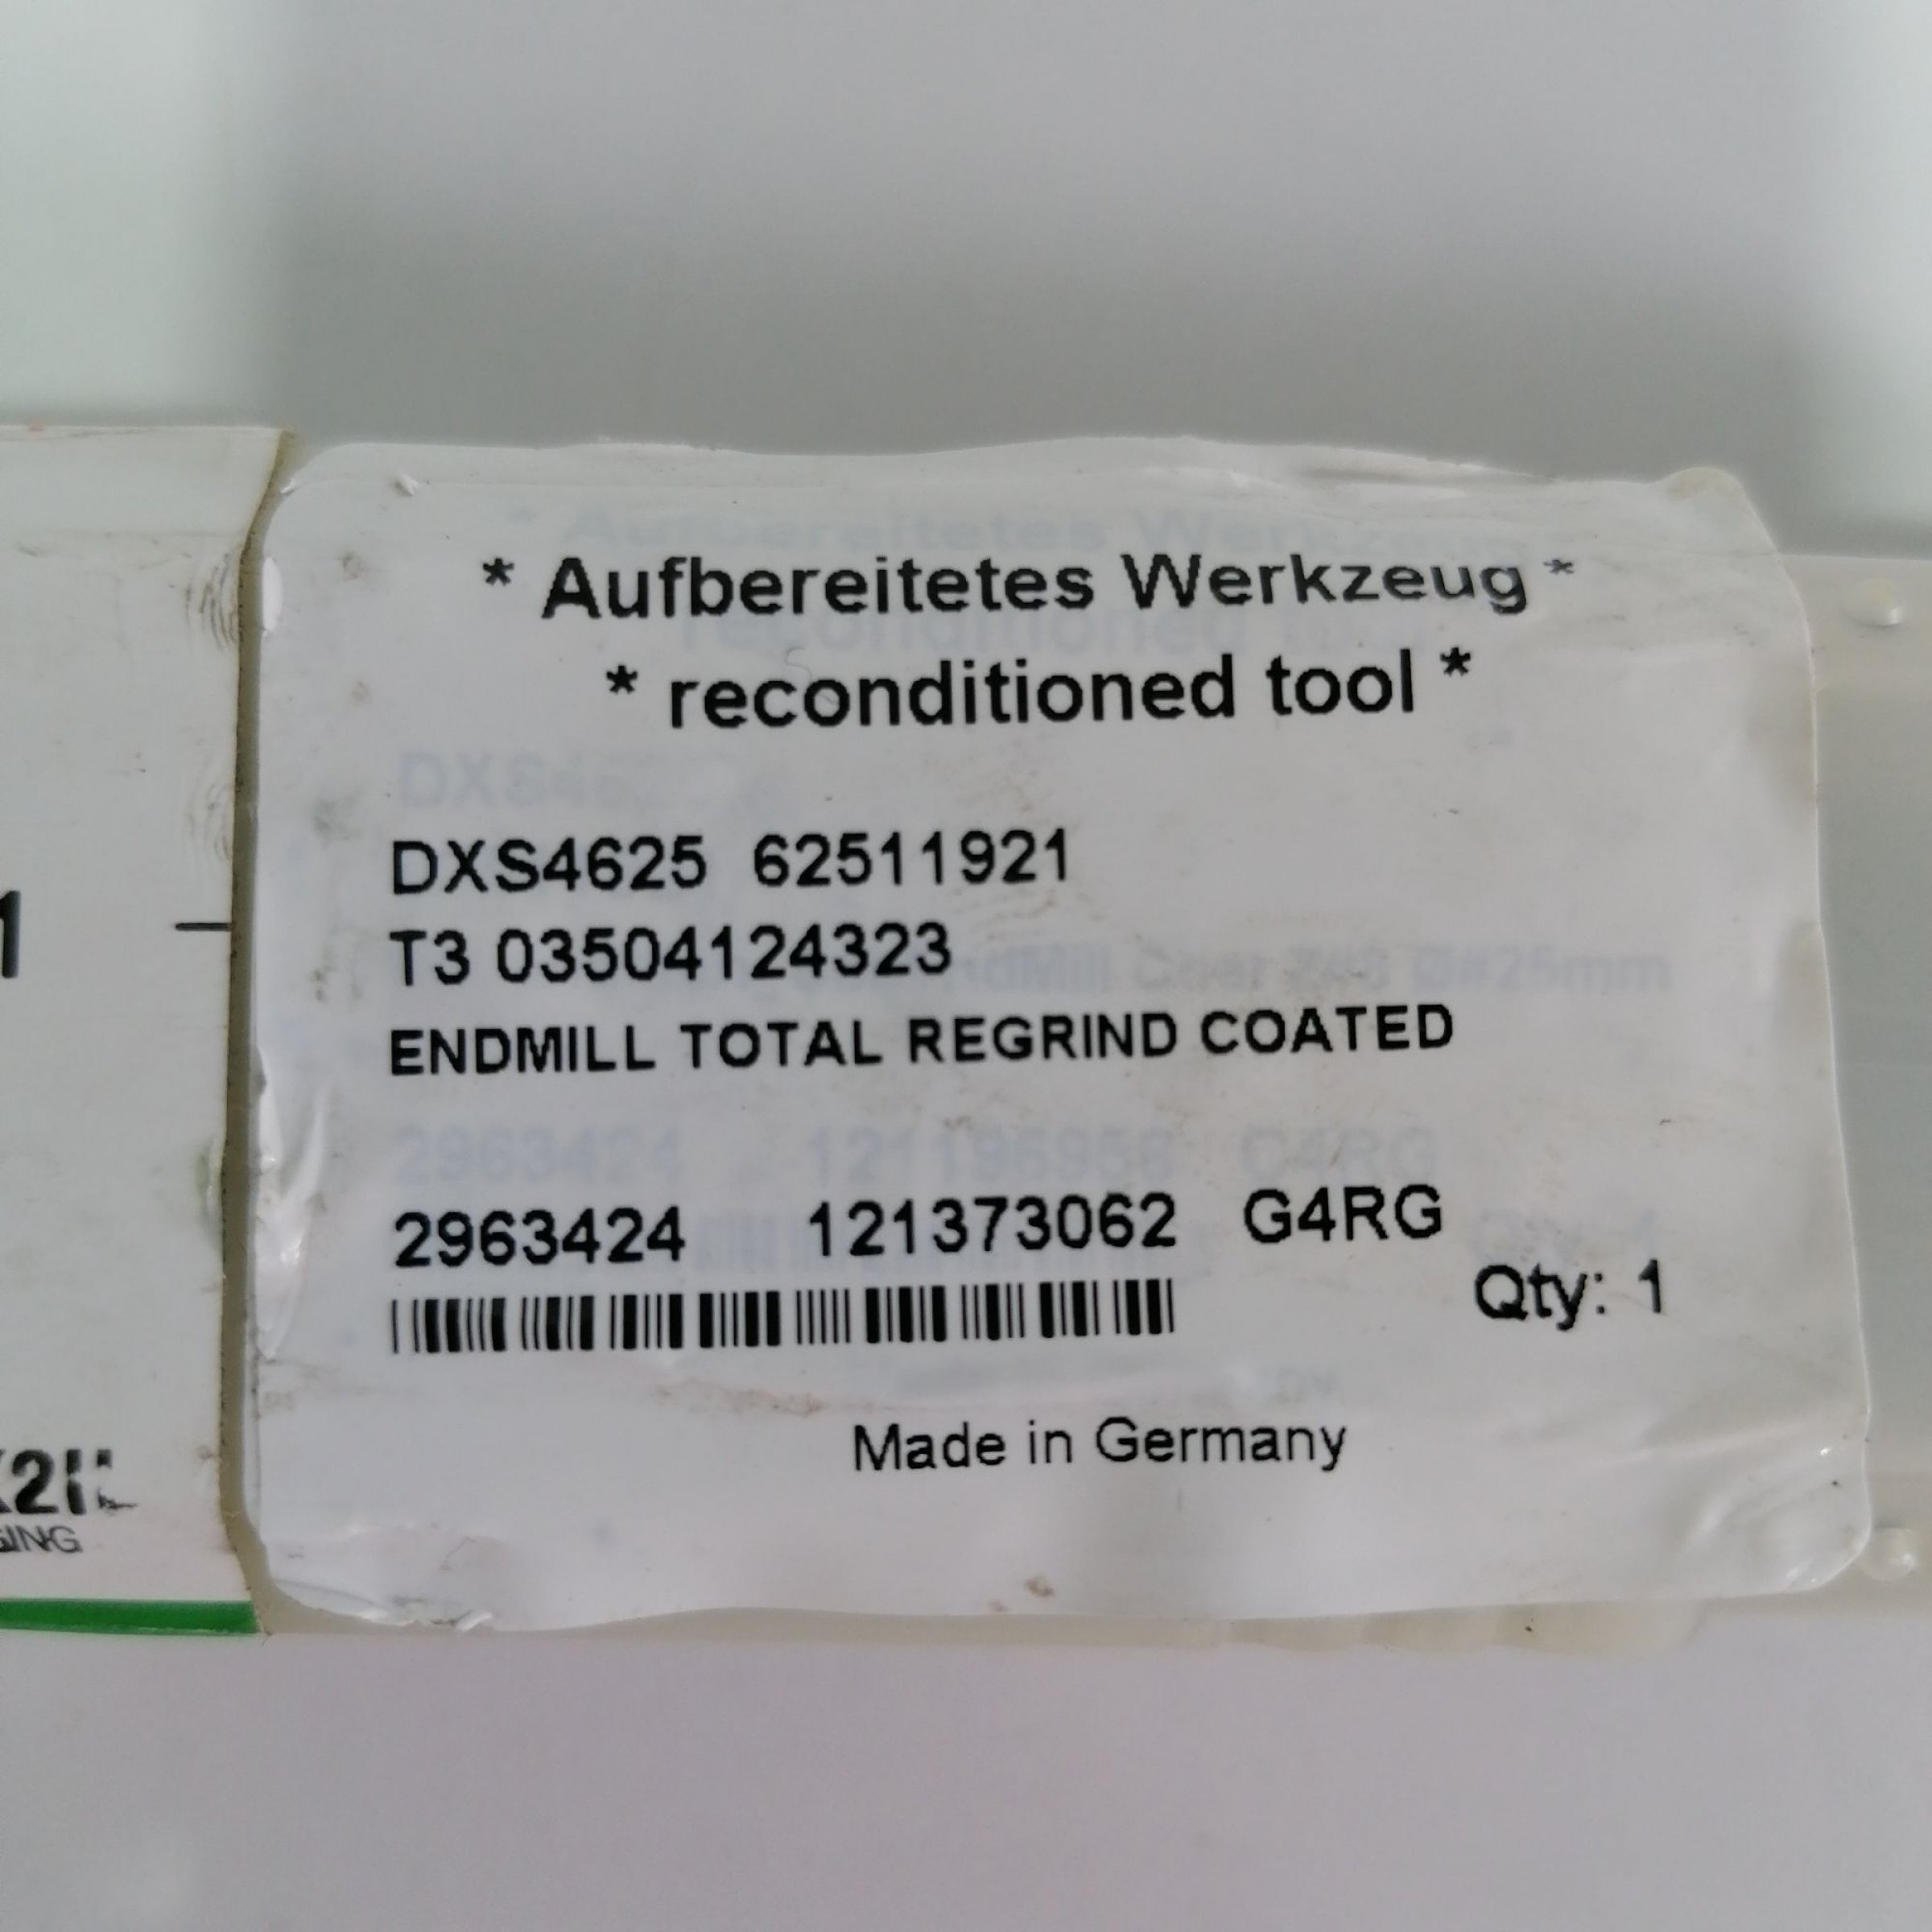 * Aufbereitetes Werkzeug *
* reconditioned tool *
DXS4625 62511921
T3 03504124323
ENDMILL TOTAL REGRIND COATED
2963424 121373062 G4RG
Qty: 1
Made in Germany
1